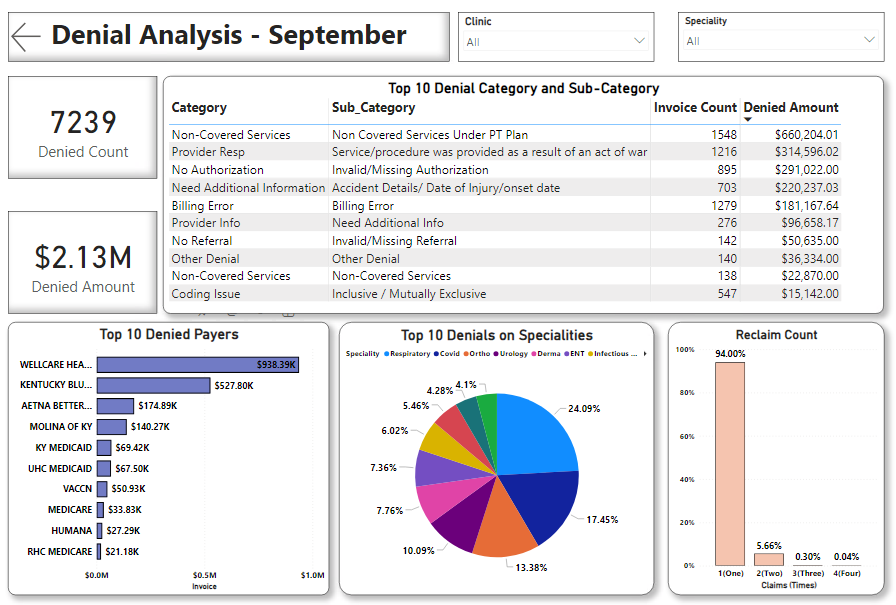 Denial Analysis - September
Clinic
All
Speciality
All
7239
Denied Count
$2.13M
Denied Amount
Top 10 Denial Category and Sub-Category
Category Sub_Category Invoice Count Denied Amount
Non-Covered Services Non Covered Services Under PT Plan 1548 $660,204.01
Provider Resp Service/procedure was provided as a result of an act of war 1216 $314,596.02
No Authorization Invalid/Missing Authorization 895 $291,022.00
Need Additional Information Accident Details/ Date of Injury/onset date 703 $220,237.03
Billing Error Billing Error 1279 $181,167.64
Provider Info Need Additional Info 276 $96,658.17
No Referral Invalid/Missing Referral 142 $50,635.00
Other Denial Other Denial 140 $36,334.00
Non-Covered Services Non-Covered Services 138 $22,870.00
Coding Issue Inclusive / Mutually Exclusive 547 $15,142.00
Top 10 Denied Payers
WELLCARE HEA... $938.39K
KENTUCKY BLU... $527.80K
AETNA BETTER... $174.89K
MOLINA OF KY $140.27K
KY MEDICAID $69.42K
UHC MEDICAID $67.50K
VACCN $50.93K
MEDICARE $33.83K
HUMANA $27.29K
RHC MEDICARE $21.18K
$0.0M $0.5M $1.0M
Invoice
Top 10 Denials on Specialities
Speciality Respiratory Covid Ortho Urology Derma ENT Infectious ...
24.09%
17.45%
13.38%
10.09%
7.76%
7.36%
6.02%
5.46%
4.28%
4.1%
Reclaim Count
100%
80%
60%
40%
20%
0%
94.00%
5.66%
0.30%
0.04%
1(One) 2(Two) 3(Three) 4(Four)
Claims (Times)